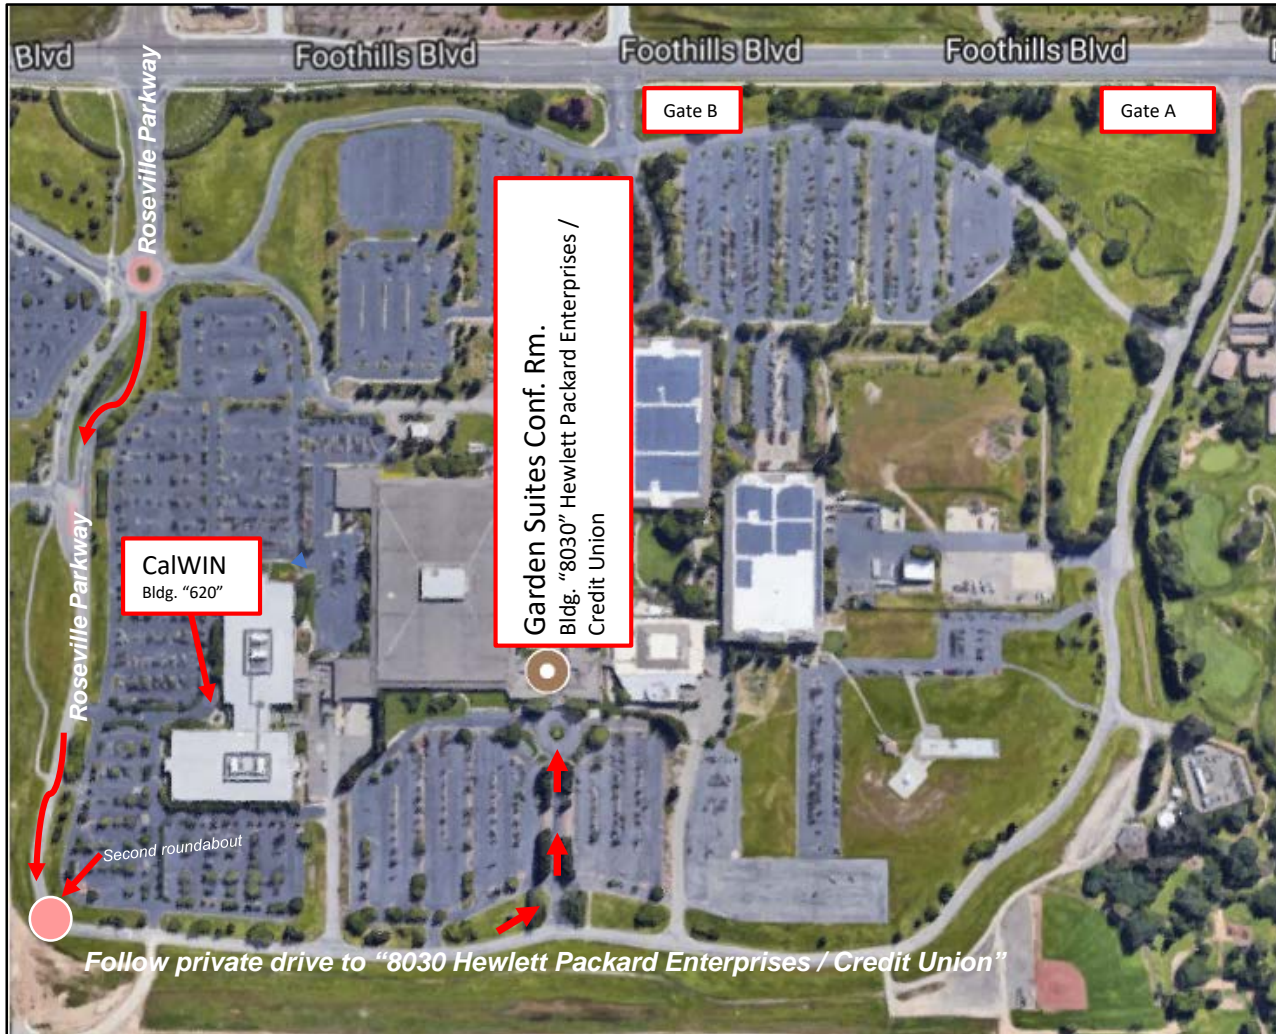 Blvd
Foothills Blvd
Foothills Blvd
Foothills Blvd
Gate B
Gate A
Roseville Parkway
Garden Suites Conf. Rm.
Bldg. “8030” Hewlett Packard Enterprises /
Credit Union
CalWIN
Bldg. “620”
Roseville Parkway
Second roundabout
Follow private drive to “8030 Hewlett Packard Enterprises / Credit Union”